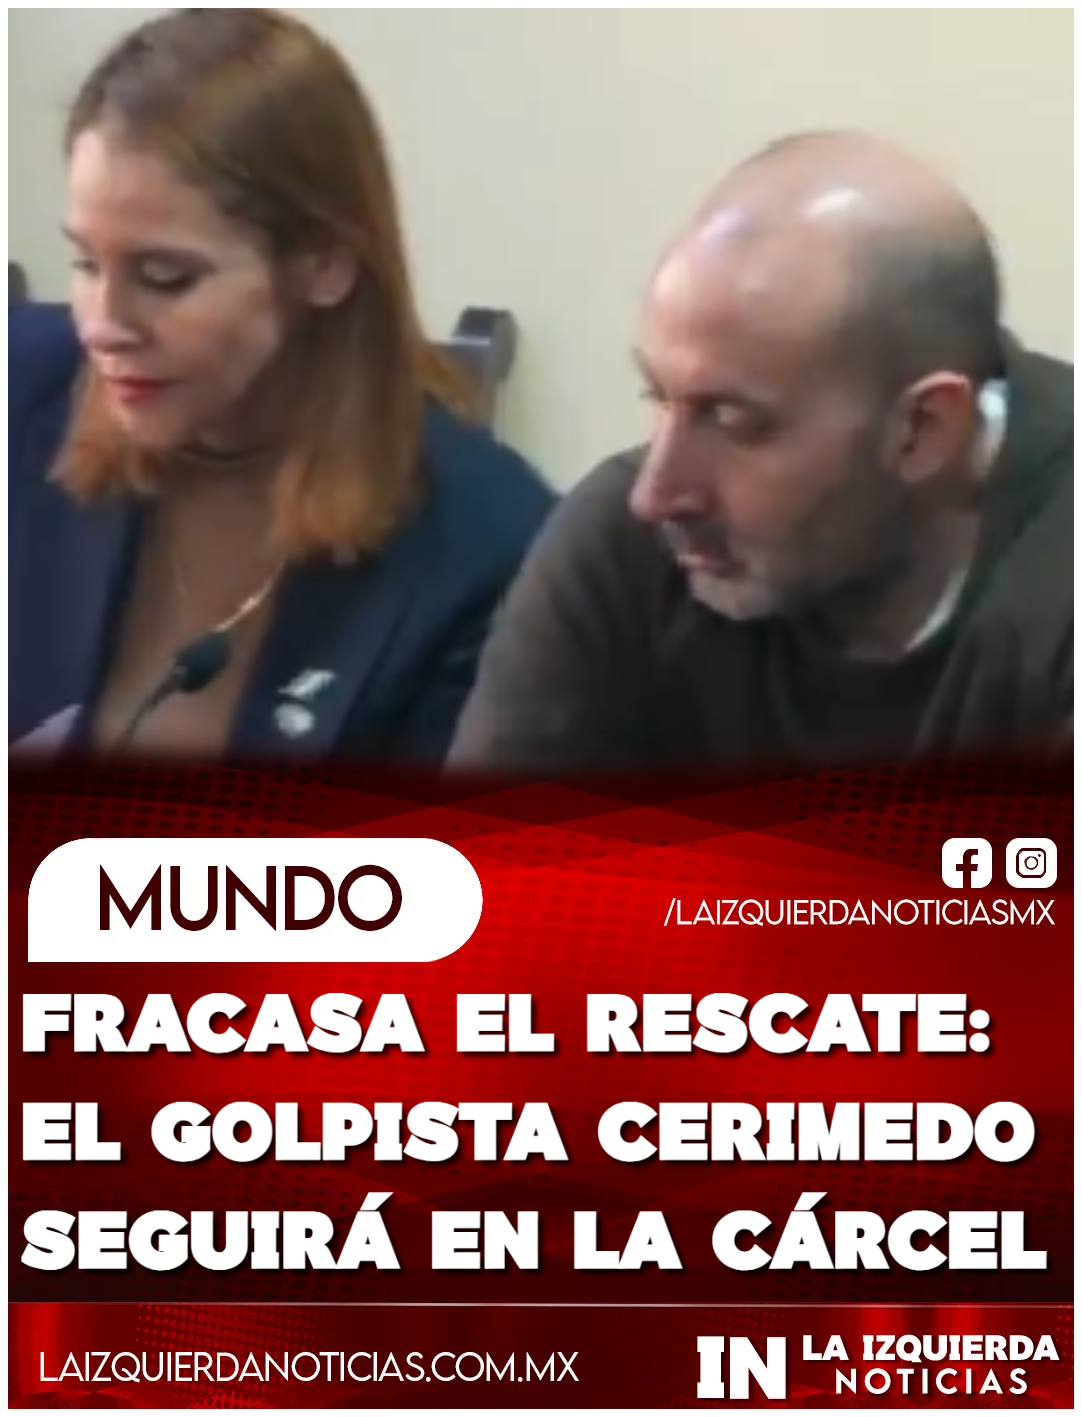 MUNDO
/LAIZQUIERDANOTICIASMX
FRACASA EL RESCATE:
EL GOLPISTA CERIMEDO
SEGUIRÁ EN LA CÁRCEL
LAIZQUIERDANOTICIAS.COM.MX
IN LA IZQUIERDA
NOTICIAS